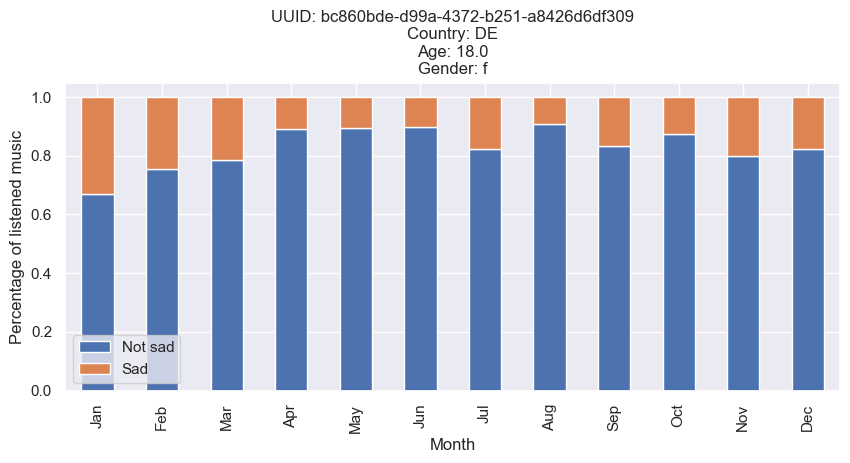 UUID: bc860bde-d99a-4372-b251-a8426d6df309
Country: DE
Age: 18.0
Gender: f
Percentage of listened music
1.0
0.8
0.6
0.4
0.2
0.0
Not sad
Sad
Jan
Feb
Mar
Apr
May
Jun
Jul
Aug
Sep
Oct
Nov
Dec
Month